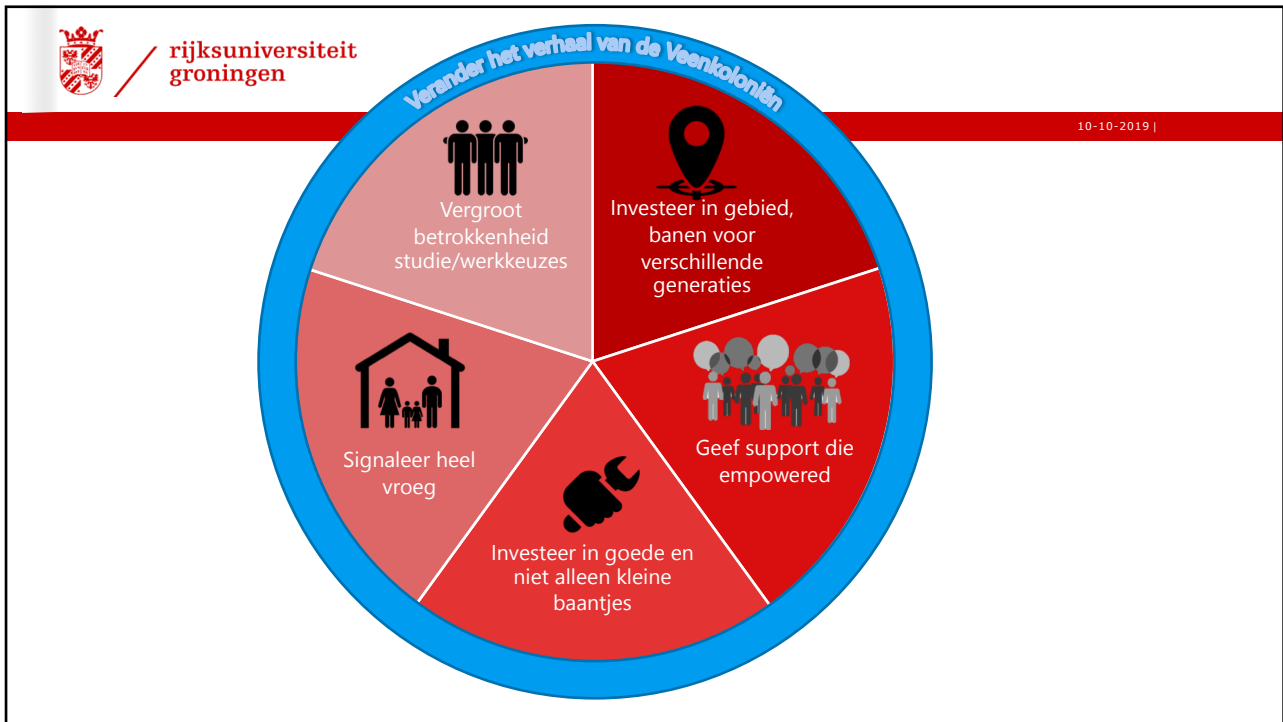 rijksuniversiteit
groningen
Verander het verhaal van de Veenkoloniën
10-10-2019 |
Vergroot
betrokkenheid
studie/werkkeuzes
Investeer in gebied,
banen voor
verschillende
generaties
Signaleer heel
vroeg
Geef support die
empowered
Investeer in goede en
niet alleen kleine
baantjes